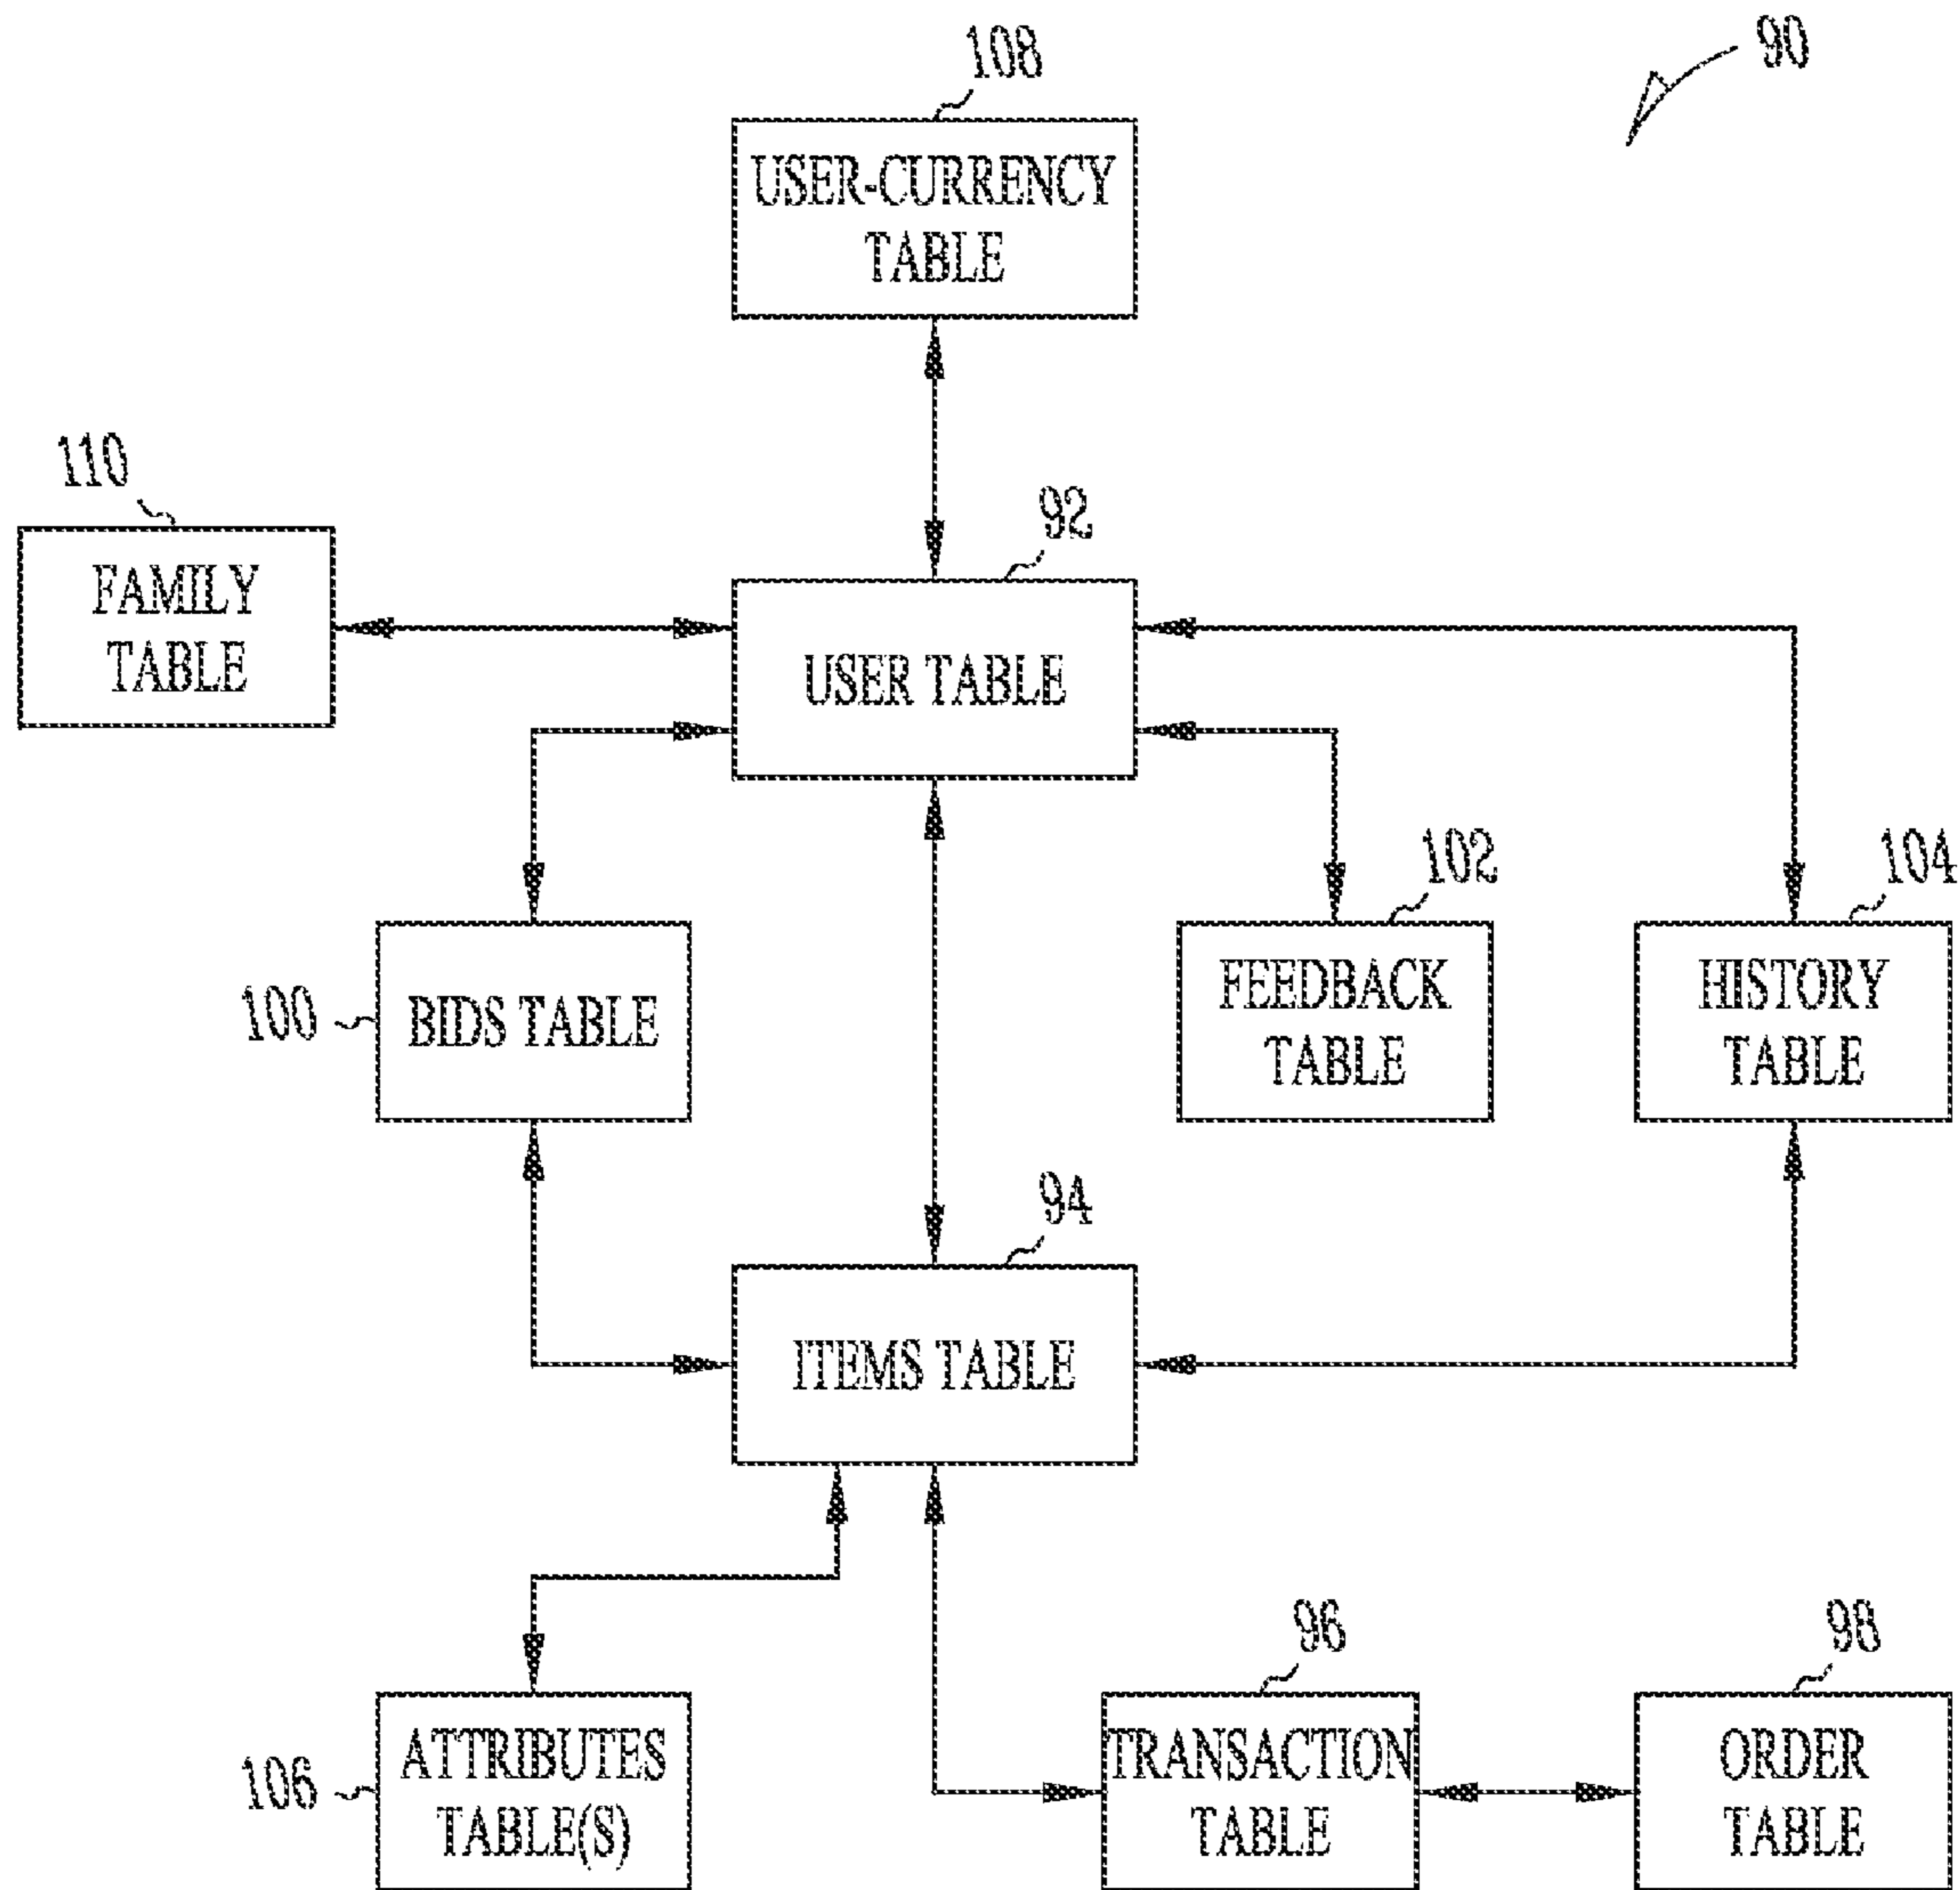 90
108
USER-CURRENCY
TABLE
110
FAMILY
TABLE
92
USER TABLE
100
BIDS TABLE
102
FEEDBACK
TABLE
104
HISTORY
TABLE
94
ITEMS TABLE
106
ATTRIBUTES
TABLE(S)
96
TRANSACTION
TABLE
98
ORDER
TABLE